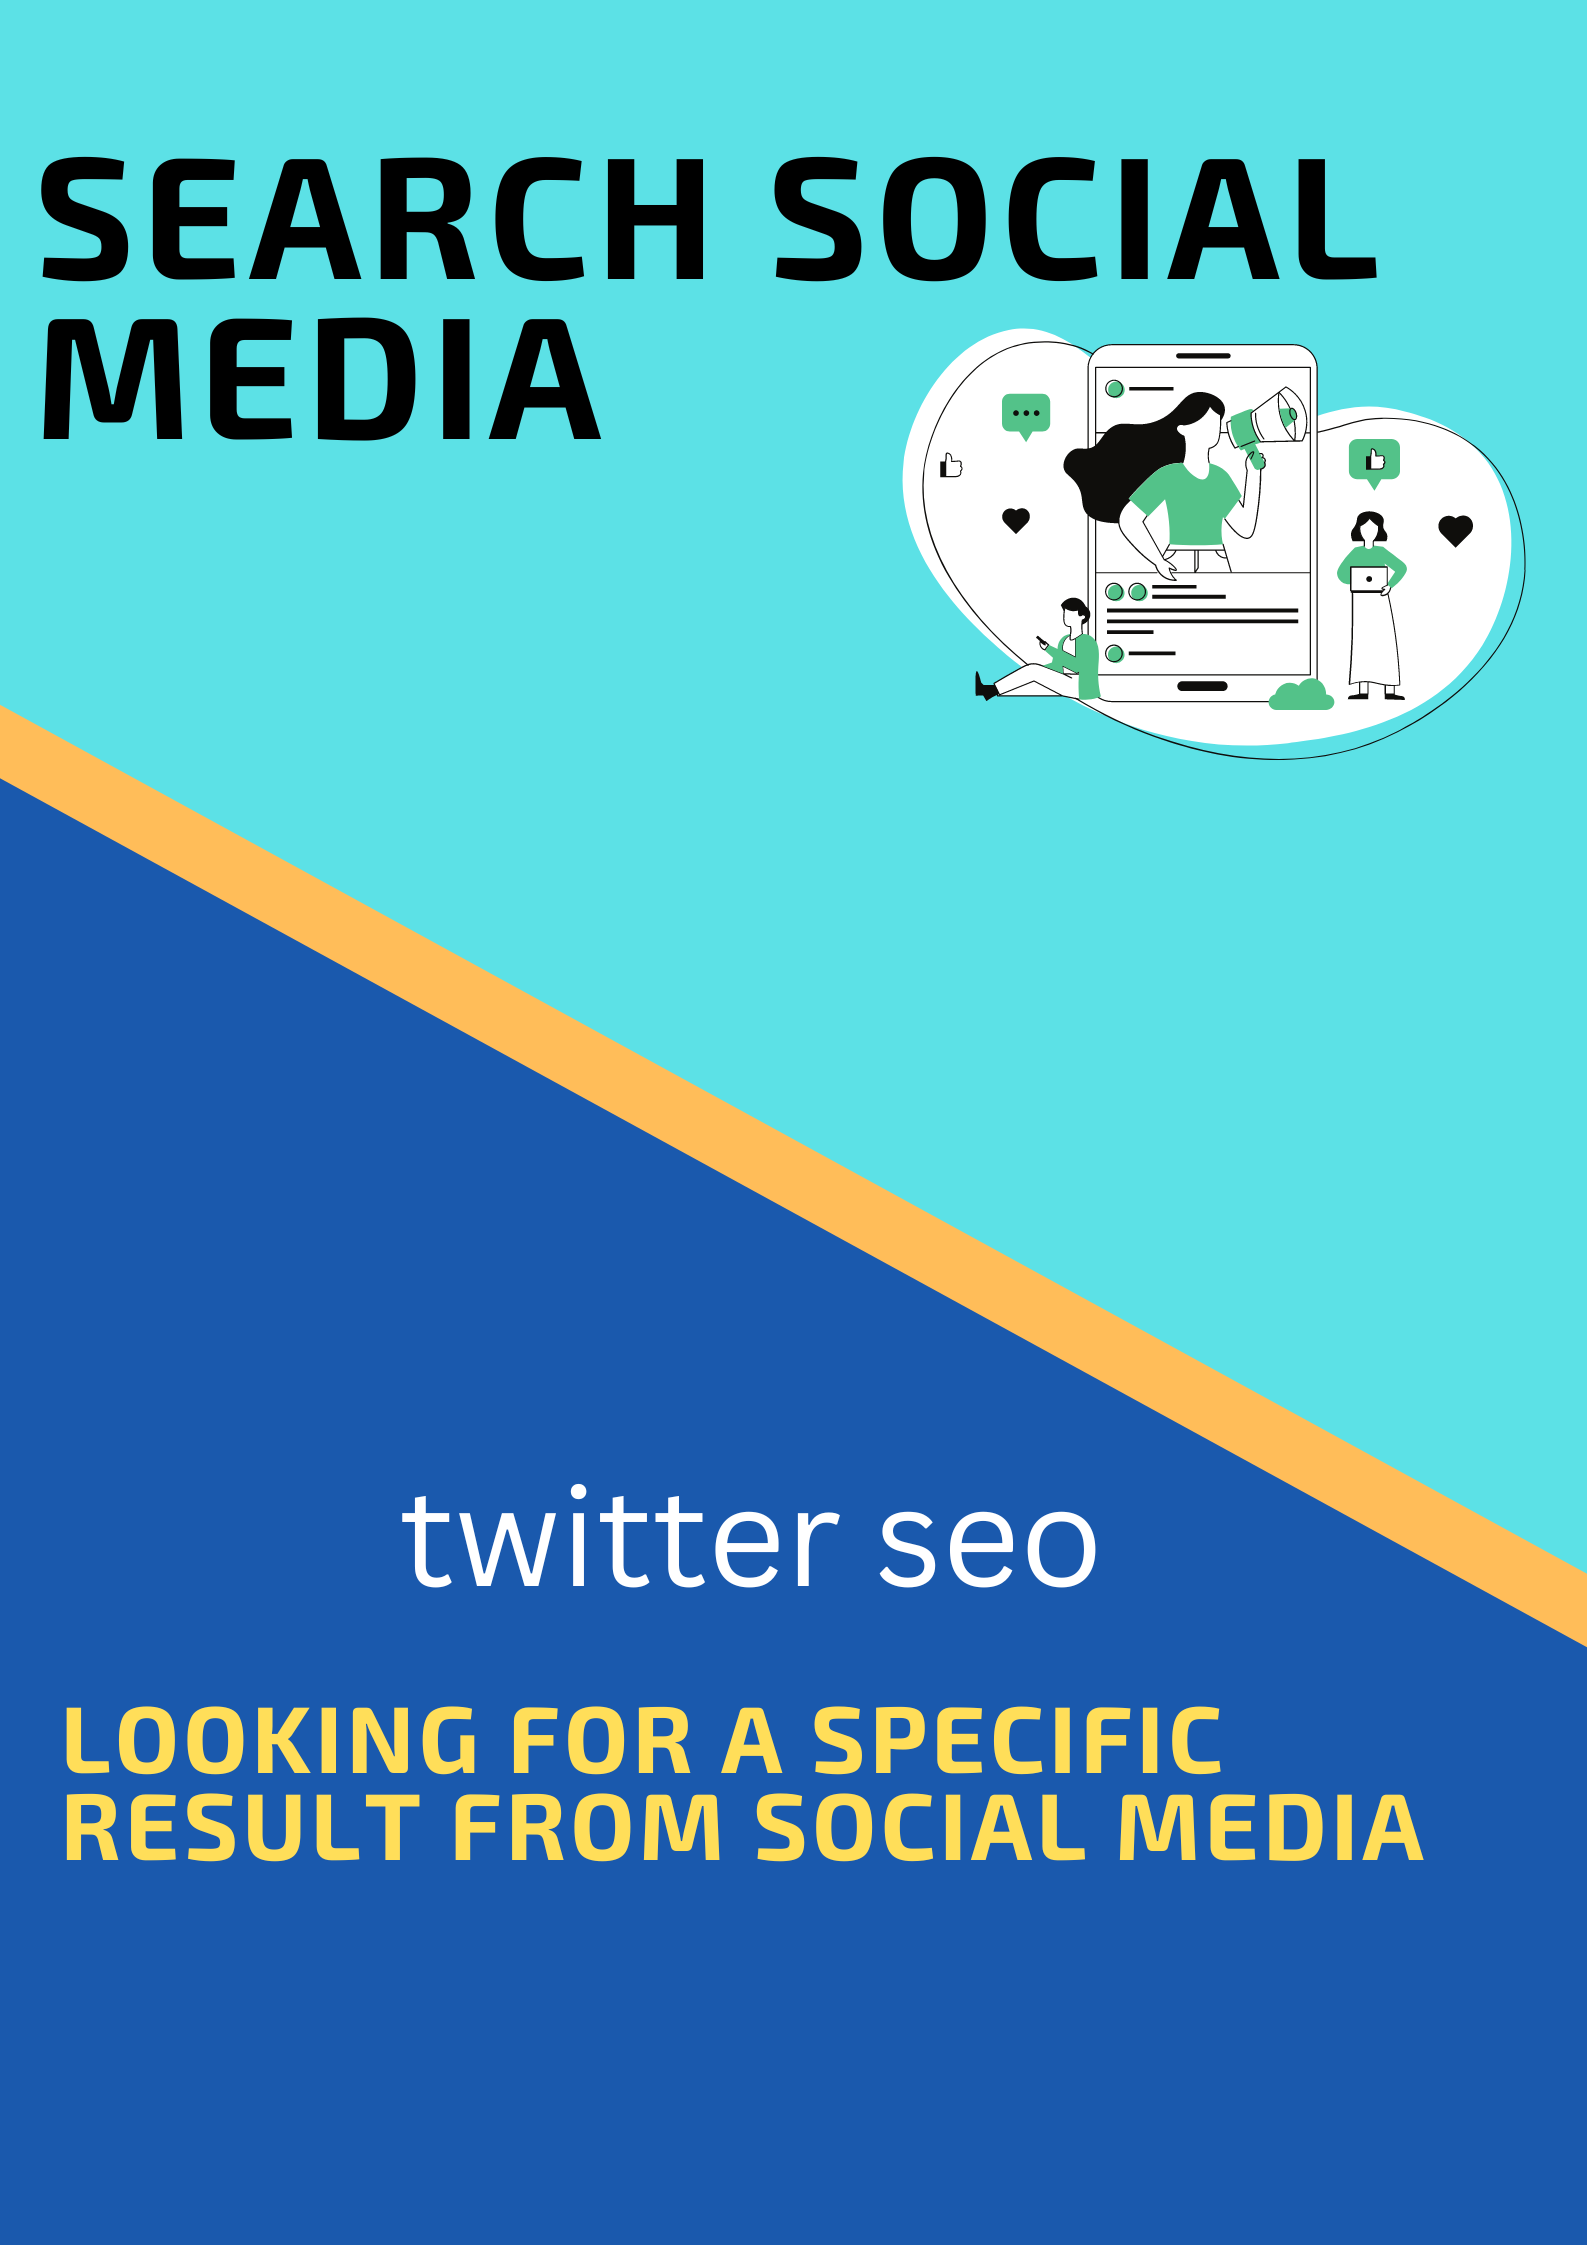 SEARCH SOCIAL
MEDIA
twitter seo
LOOKING FOR A SPECIFIC
RESULT FROM SOCIAL MEDIA